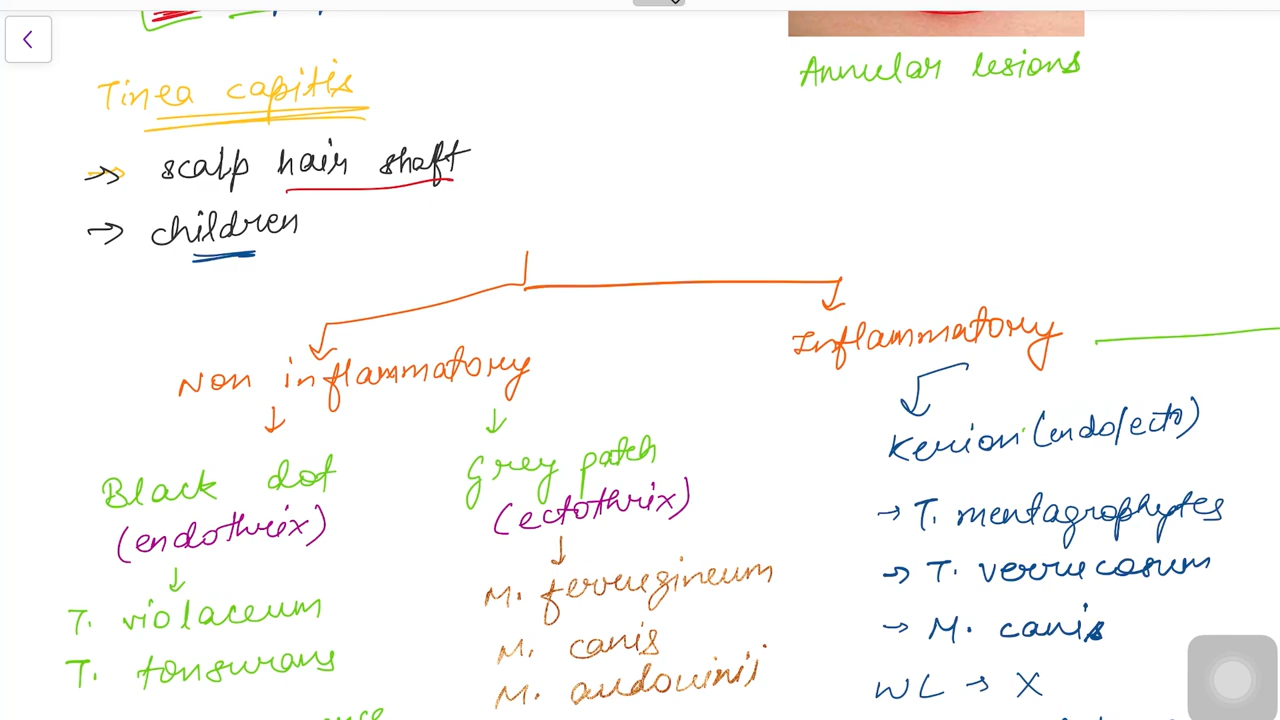 Annular lesions
Tinea capitis
→ scalp hair shaft
→ children
Non inflammatory
Black dot
(endothrix)
T. violaceum
T. tonsurans
Grey patch
(ectothrix)
M. ferrugineum
M. canis
M. audouinii
Inflammatory
Kerion (endo/ecto)
→ T. mentagrophytes
→ T. verrucosum
→ M. canis
WL → X